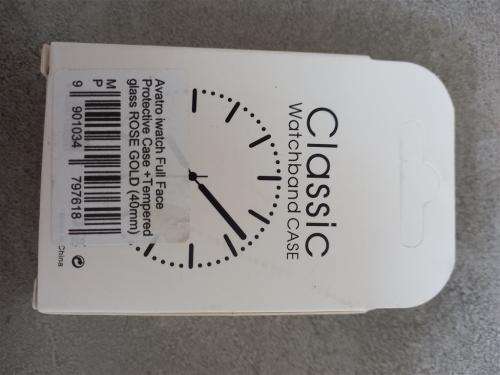 Classic
Watchband CASE
Avatro iwatch Full Face
Protective Case +Tempered
glass ROSE GOLD (40mm)
M
P
9 901034 797618
China